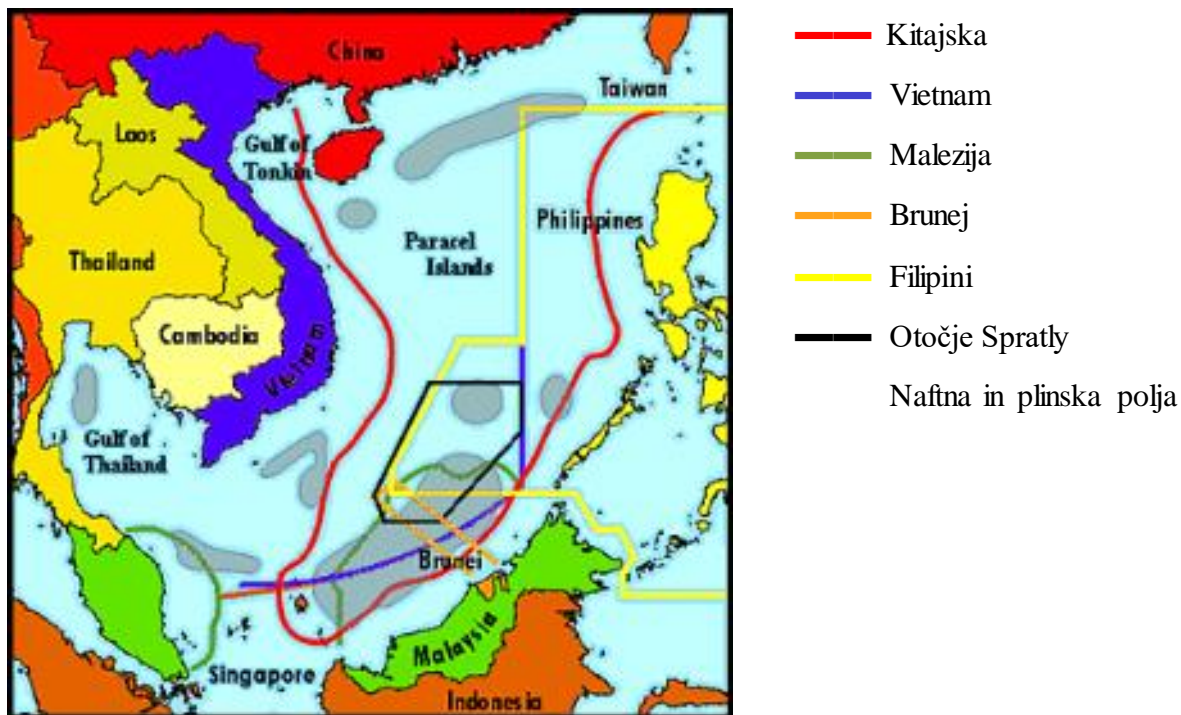 China
Taiwan
Laos
Gulf of
Tonkin
Philippines
Paracel
Islands
Thailand
Cambodia
Vietnam
Gulf of
Thailand
Brunei
Malaysia
Singapore
Indonesia
Kitajska
Vietnam
Malezija
Brunej
Filipini
Otočje Spratly
Naftna in plinska polja